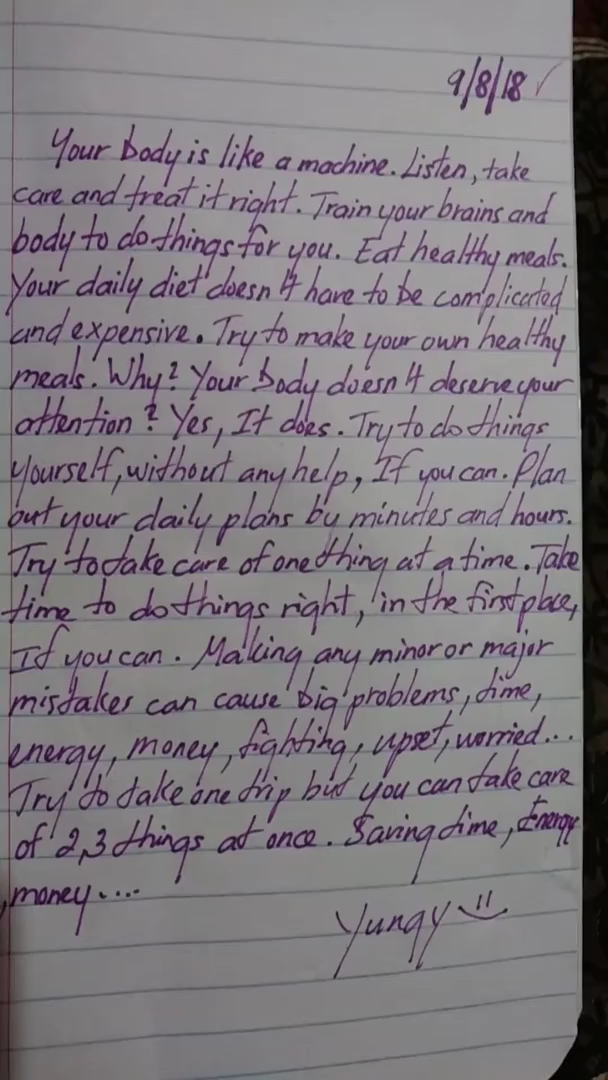 9/8/18 ✓
Your body is like a machine. Listen, take
care and treat it right. Train your brains and
body to do things for you. Eat healthy meals.
Your daily diet doesn't have to be complicated
and expensive. Try to make your own healthy
meals. Why? Your body doesn't deserve your
attention? Yes, It does. Try to do things
yourself, without any help, If you can. Plan
out your daily plans by minutes and hours.
Try to take care of one thing at a time. Take
time to do things right, in the first place,
If you can. Making any minor or major
mistakes can cause big problems, time,
energy, money, fighting, upset, worried...
Try to take one trip but you can take care
of 2,3 things at once. Saving time, Energy
, money....
Yungy